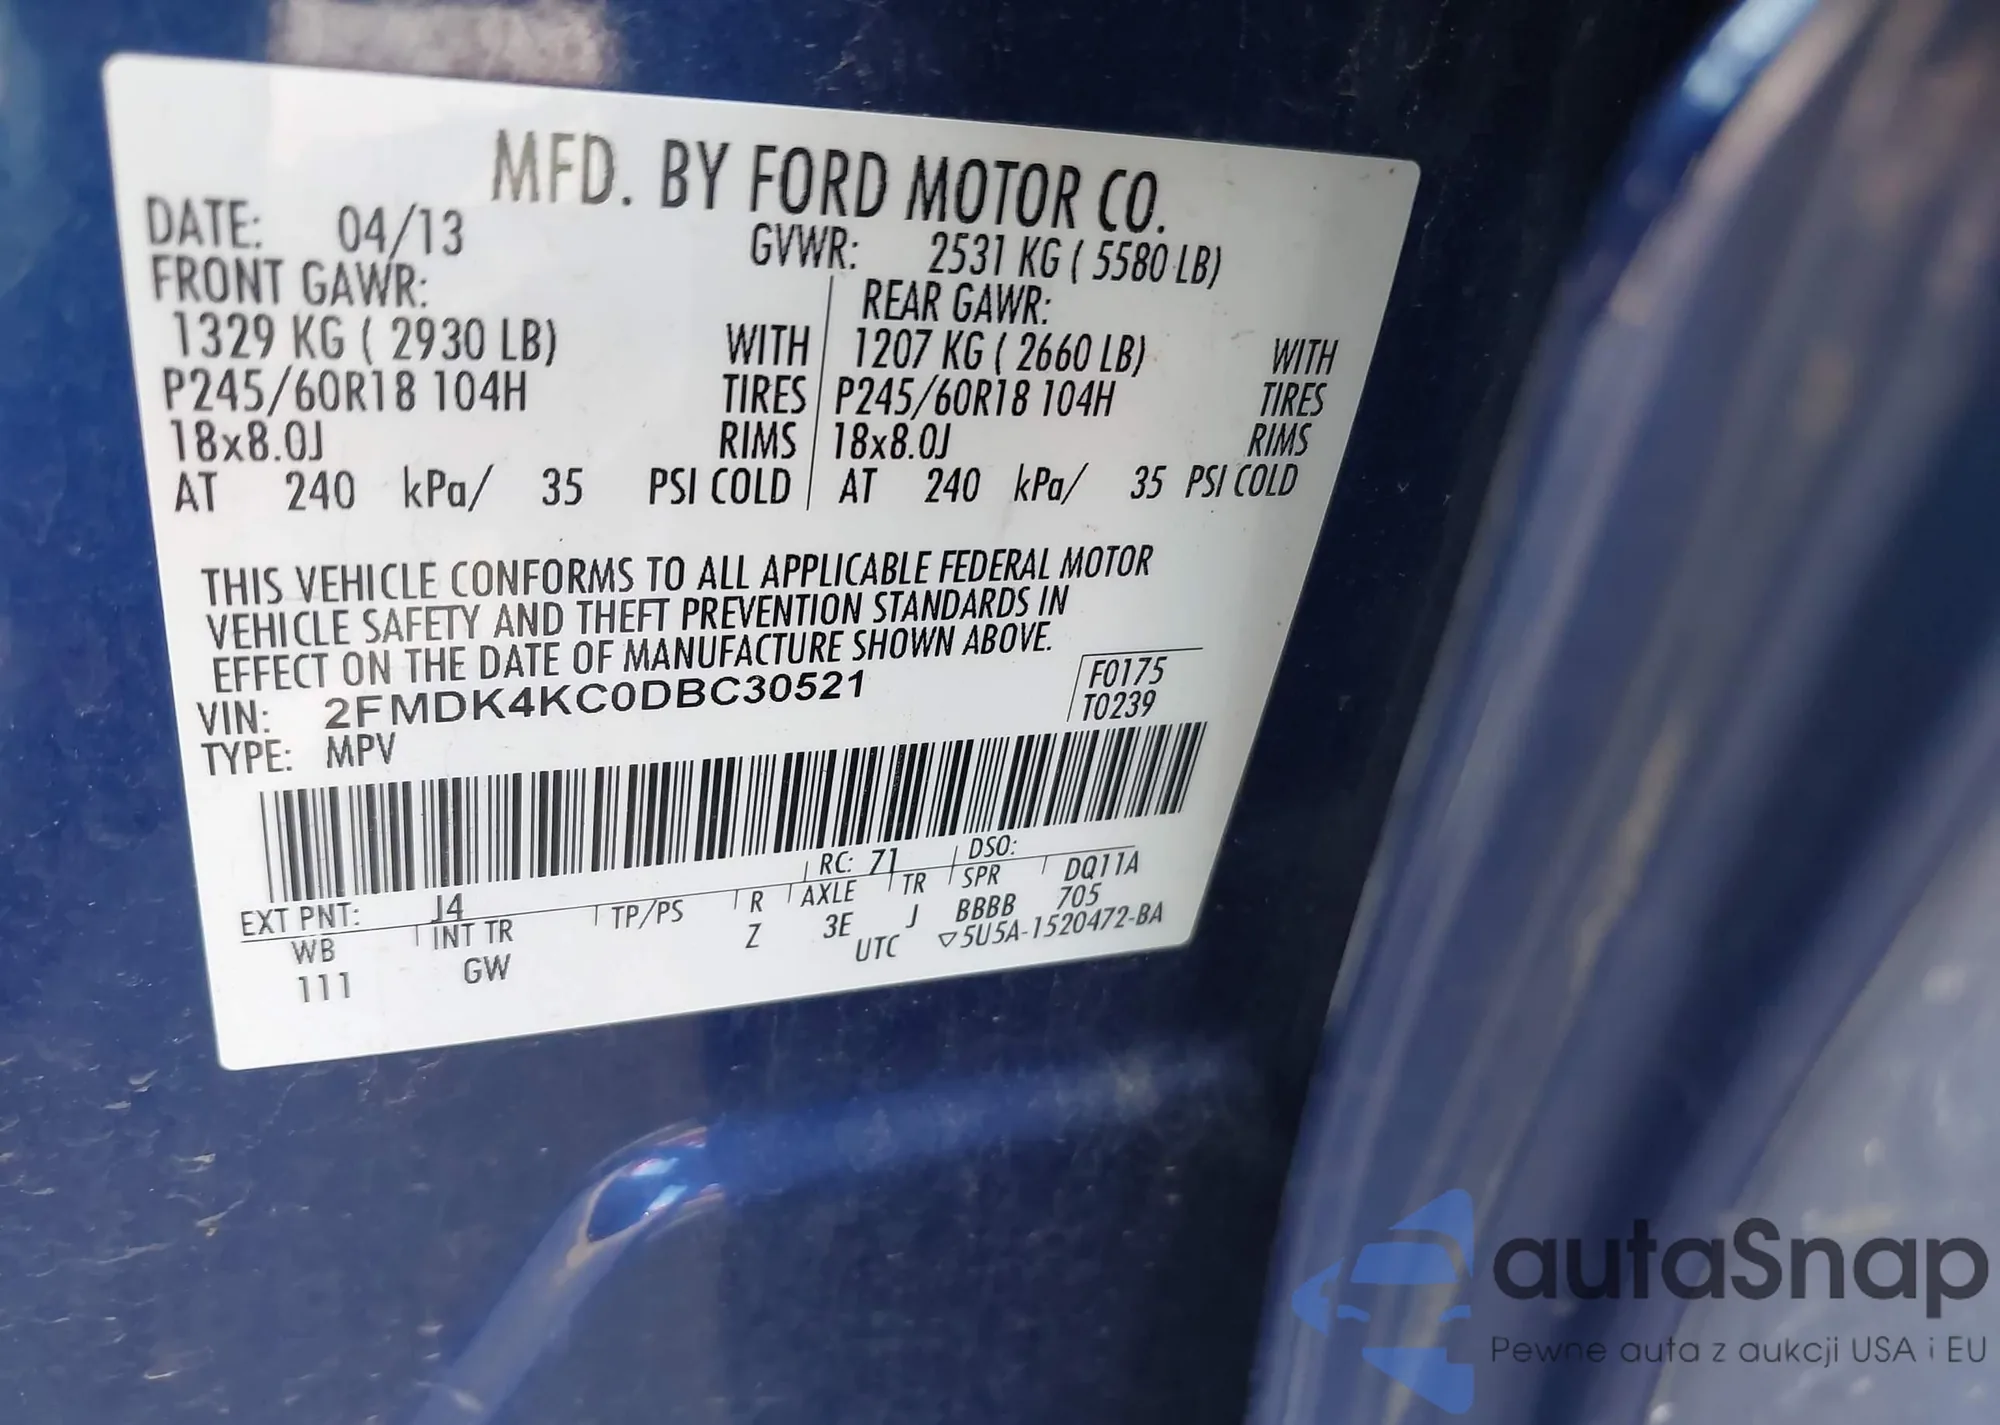 MFD. BY FORD MOTOR CO.
DATE: 04/13 GVWR: 2531 KG ( 5580 LB)
FRONT GAWR: REAR GAWR:
1329 KG ( 2930 LB) WITH 1207 KG ( 2660 LB) WITH
P245/60R18 104H TIRES P245/60R18 104H TIRES
18x8.0J RIMS 18x8.0J RIMS
AT 240 kPa/ 35 PSI COLD AT 240 kPa/ 35 PSI COLD
THIS VEHICLE CONFORMS TO ALL APPLICABLE FEDERAL MOTOR
VEHICLE SAFETY AND THEFT PREVENTION STANDARDS IN
EFFECT ON THE DATE OF MANUFACTURE SHOWN ABOVE.
VIN: 2FMDK4KC0DBC30521 F0175
TYPE: MPV T0239
EXT PNT: J4 RC: 71 DSO:
WB INT TR TP/PS R AXLE TR SPR DQ11A
111 GW Z 3E J BBBB 705
UTC ▽5U5A-1520472-BA
autaSnap
Pewne auta z aukcji USA i EU